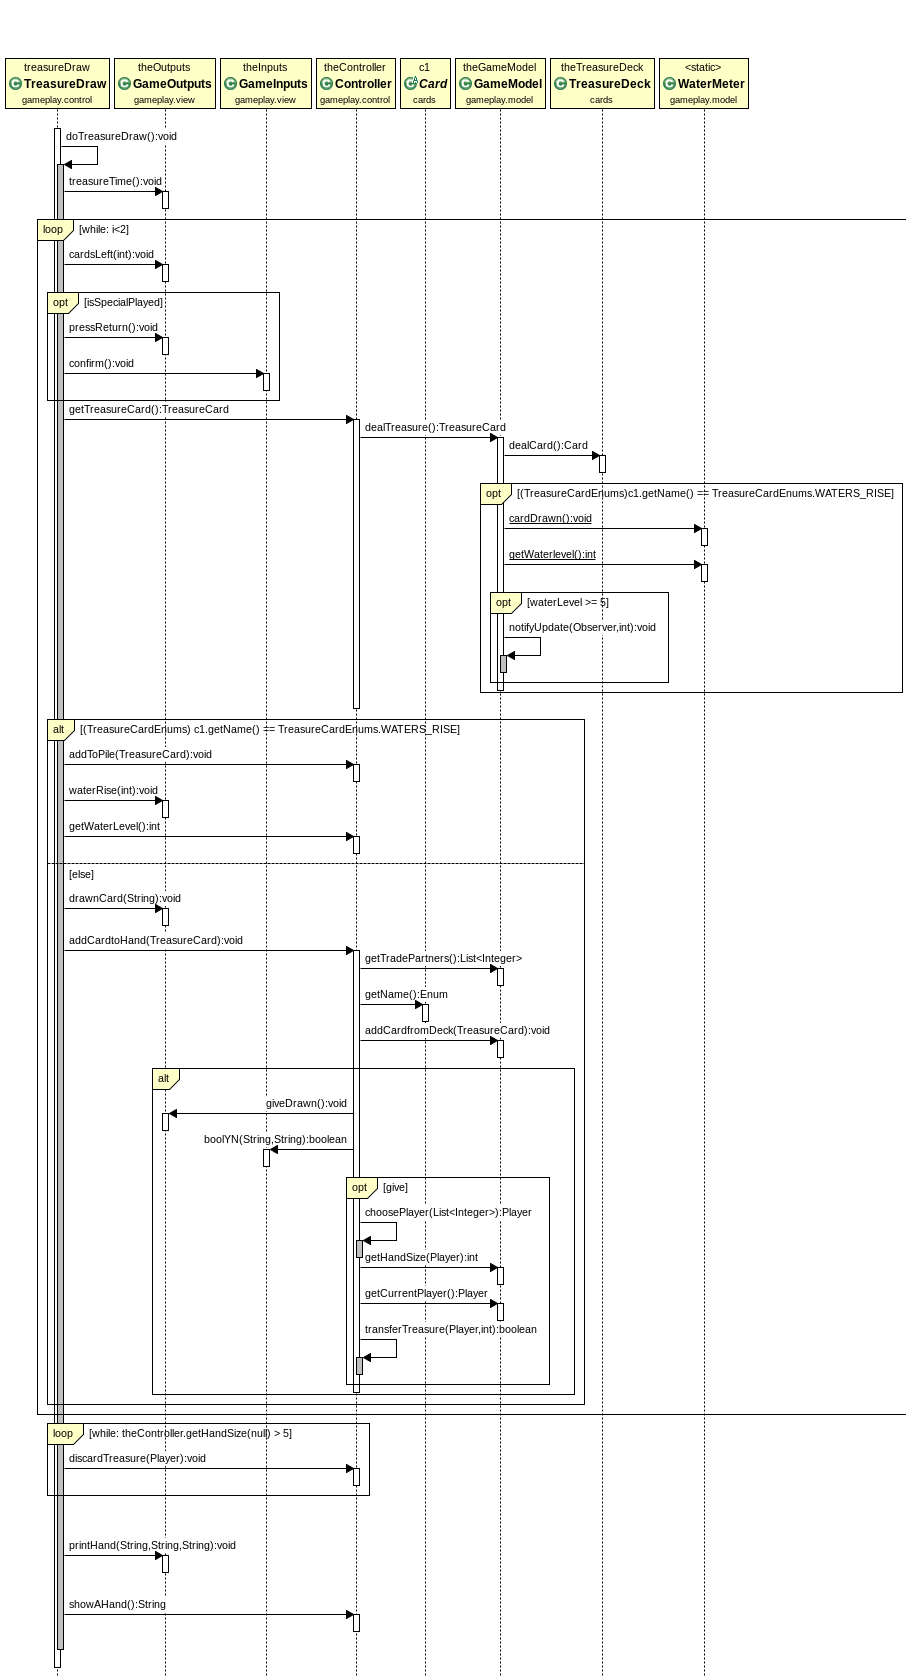 treasureDraw theOutputs theInputs theController c1 theGameModel theTreasureDeck <static>
C TreasureDraw C GameOutputs C GameInputs C Controller C A Card C GameModel C TreasureDeck C WaterMeter
gameplay.control gameplay.view gameplay.view gameplay.control cards gameplay.model cards gameplay.model
doTreasureDraw():void
treasureTime():void
loop [while: i<2]
cardsLeft(int):void
opt [isSpecialPlayed]
pressReturn():void
confirm():void
getTreasureCard():TreasureCard
dealTreasure():TreasureCard
dealCard():Card
opt [(TreasureCardEnums)c1.getName() == TreasureCardEnums.WATERS_RISE]
cardDrawn():void
getWaterlevel():int
opt [waterLevel >= 5]
notifyUpdate(Observer,int):void
alt [(TreasureCardEnums) c1.getName() == TreasureCardEnums.WATERS_RISE]
addToPile(TreasureCard):void
waterRise(int):void
getWaterLevel():int
[else]
drawnCard(String):void
addCardtoHand(TreasureCard):void
getTradePartners():List<Integer>
getName():Enum
addCardfromDeck(TreasureCard):void
alt
giveDrawn():void
boolYN(String,String):boolean
opt [give]
choosePlayer(List<Integer>):Player
getHandSize(Player):int
getCurrentPlayer():Player
transferTreasure(Player,int):boolean
loop [while: theController.getHandSize(null) > 5]
discardTreasure(Player):void
printHand(String,String,String):void
showAHand():String